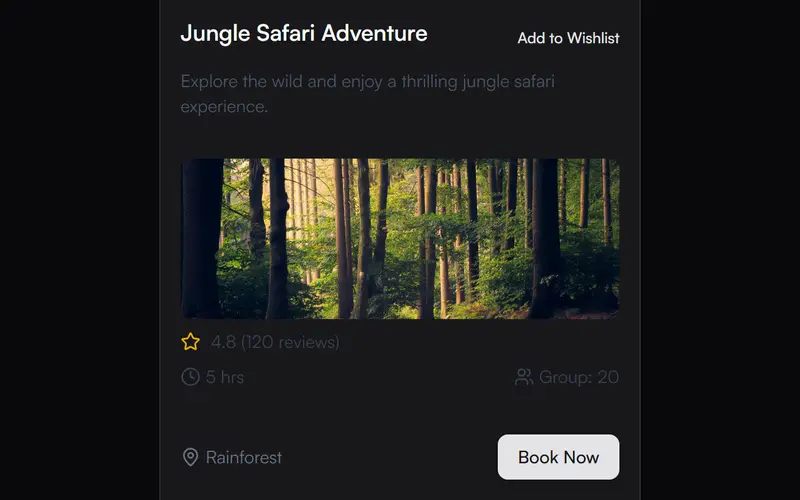 Jungle Safari Adventure
Add to Wishlist
Explore the wild and enjoy a thrilling jungle safari
experience.
4.8 (120 reviews)
5 hrs
Group: 20
Rainforest
Book Now